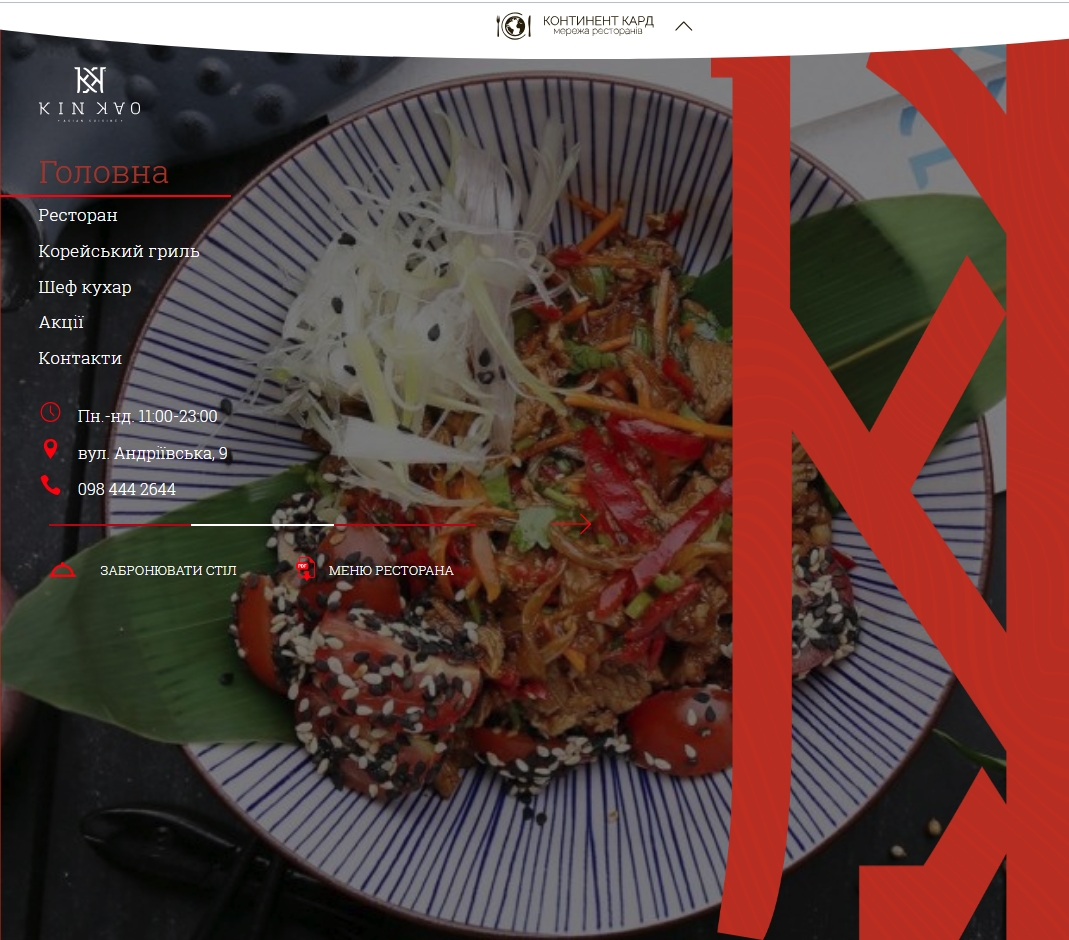 КОНТИНЕНТ КАРД
мережа ресторанів
KIN KAO
• ASIAN CUISINE •
Головна
Ресторан
Корейський гриль
Шеф кухар
Акції
Контакти
Пн.-нд. 11:00-23:00
вул. Андріївська, 9
098 444 2644
ЗАБРОНЮВАТИ СТІЛ
PDF
МЕНЮ РЕСТОРАНА